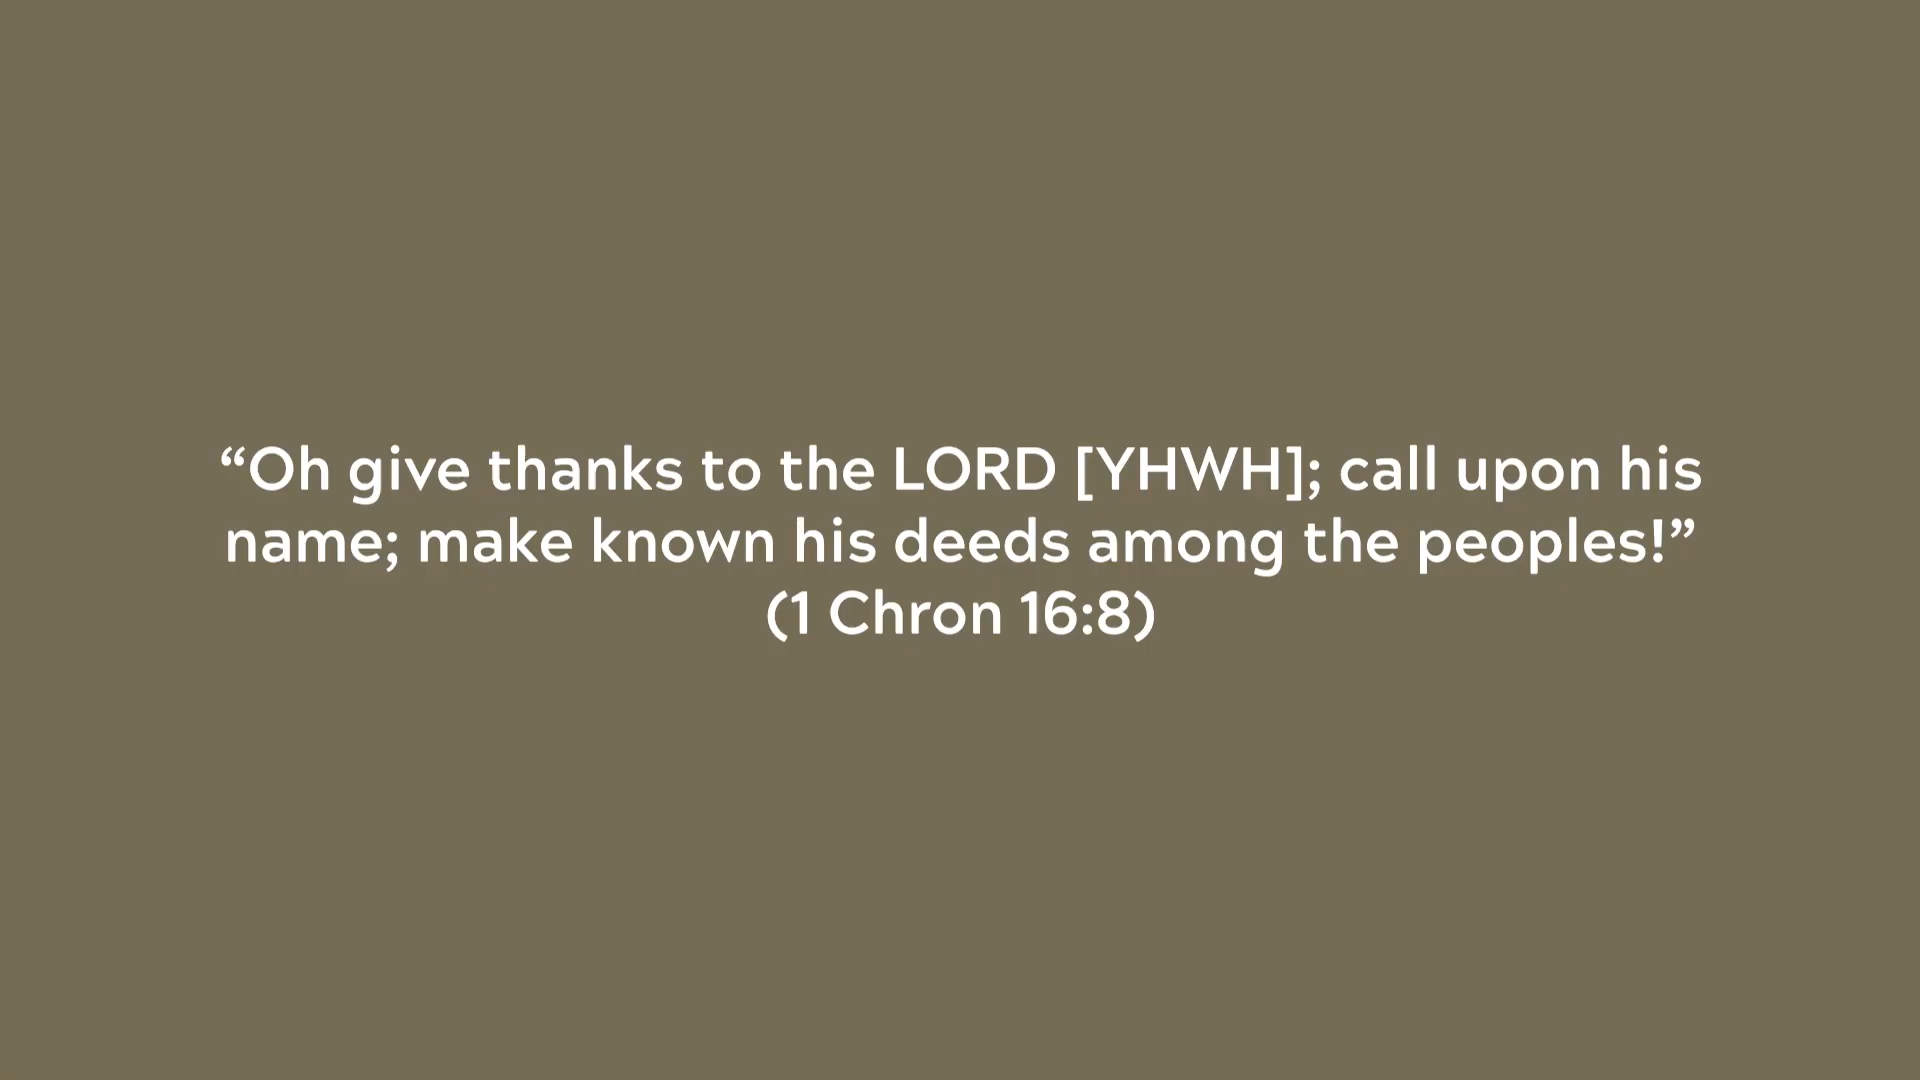 “Oh give thanks to the LORD [YHWH]; call upon his
name; make known his deeds among the peoples!”
(1 Chron 16:8)